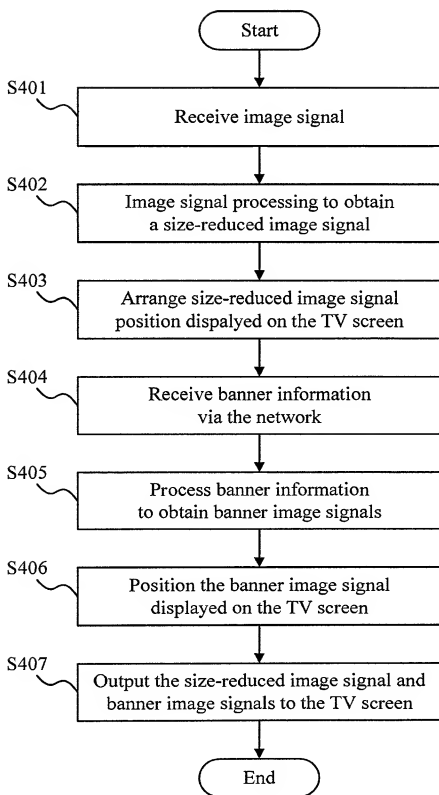 Start
S401
Receive image signal
S402
Image signal processing to obtain
a size-reduced image signal
S403
Arrange size-reduced image signal
position dispalyed on the TV screen
S404
Receive banner information
via the network
S405
Process banner information
to obtain banner image signals
S406
Position the banner image signal
displayed on the TV screen
S407
Output the size-reduced image signal and
banner image signals to the TV screen
End